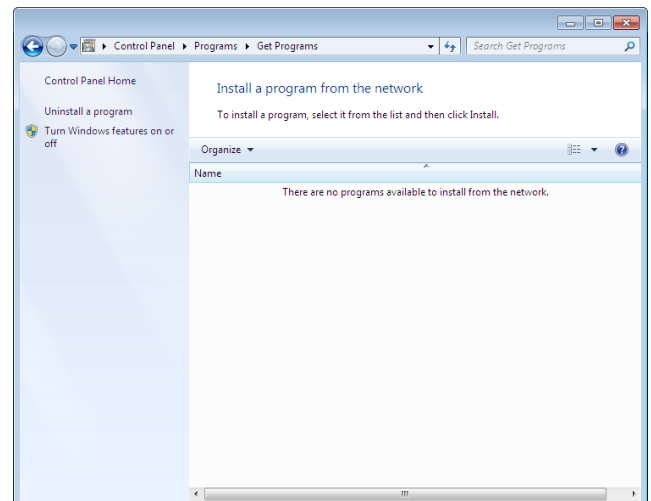 Control Panel Programs Get Programs
Search Get Programs
Control Panel Home
Uninstall a program
Turn Windows features on or
off
Install a program from the network
To install a program, select it from the list and then click Install.
Organize
Name
There are no programs available to install from the network.